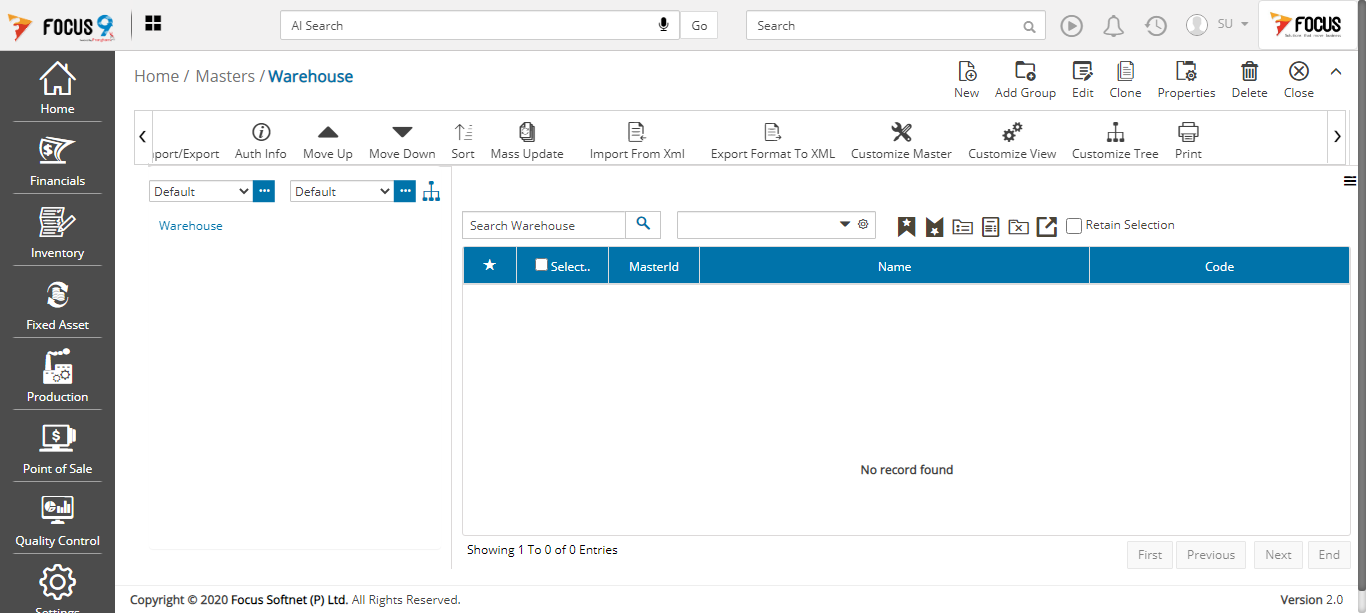 FOCUS 9
AI Search
Go
Search
SU
FOCUS
Home
Financials
Inventory
Fixed Asset
Production
Point of Sale
Quality Control
Settings
Home / Masters / Warehouse
New
Add Group
Edit
Clone
Properties
Delete
Close
port/Export
Auth Info
Move Up
Move Down
Sort
Mass Update
Import From Xml
Export Format To XML
Customize Master
Customize View
Customize Tree
Print
Default
Default
Warehouse
Search Warehouse
Retain Selection
Select..
MasterId
Name
Code
No record found
Showing 1 To 0 of 0 Entries
First
Previous
Next
End
Copyright © 2020 Focus Softnet (P) Ltd. All Rights Reserved.
Version 2.0